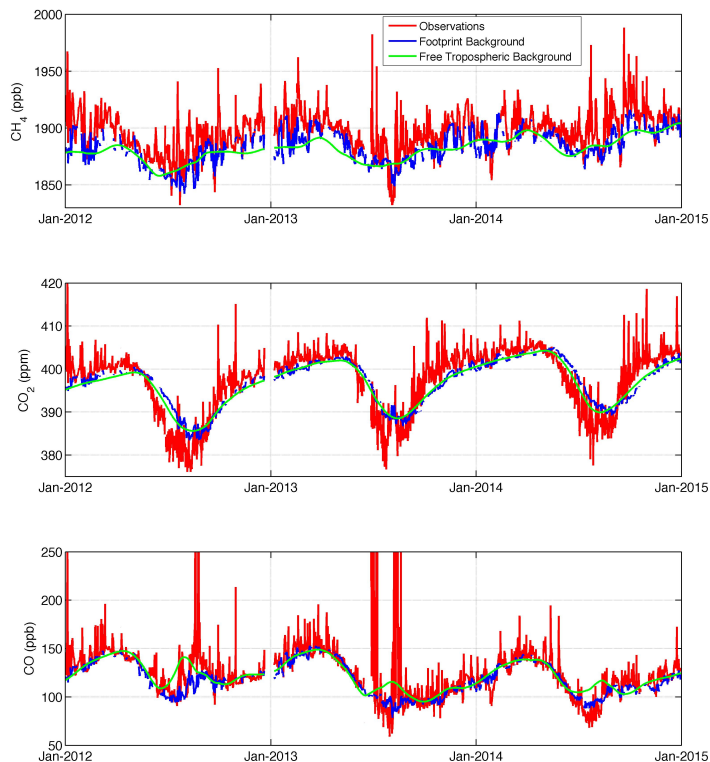 2000
1950
1900
1850
CH4 (ppb)
Observations
Footprint Background
Free Tropospheric Background
Jan-2012
Jan-2013
Jan-2014
Jan-2015
420
410
400
390
380
CO2 (ppm)
Jan-2012
Jan-2013
Jan-2014
Jan-2015
250
200
150
100
50
CO (ppb)
Jan-2012
Jan-2013
Jan-2014
Jan-2015